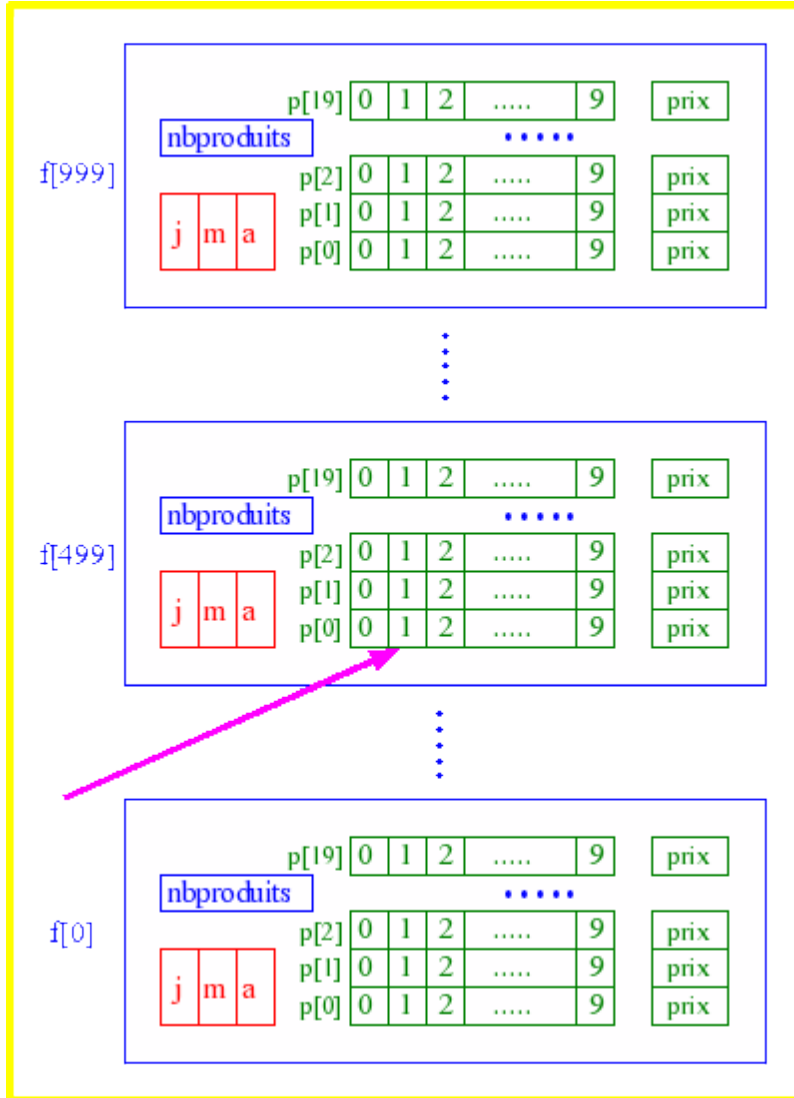 p[19] 0 1 2 ..... 9 prix
nbproduits .....
f[999] p[2] 0 1 2 ..... 9 prix
j m a p[1] 0 1 2 ..... 9 prix
p[0] 0 1 2 ..... 9 prix
p[19] 0 1 2 ..... 9 prix
nbproduits .....
f[499] p[2] 0 1 2 ..... 9 prix
j m a p[1] 0 1 2 ..... 9 prix
p[0] 0 1 2 ..... 9 prix
p[19] 0 1 2 ..... 9 prix
nbproduits .....
f[0] p[2] 0 1 2 ..... 9 prix
j m a p[1] 0 1 2 ..... 9 prix
p[0] 0 1 2 ..... 9 prix